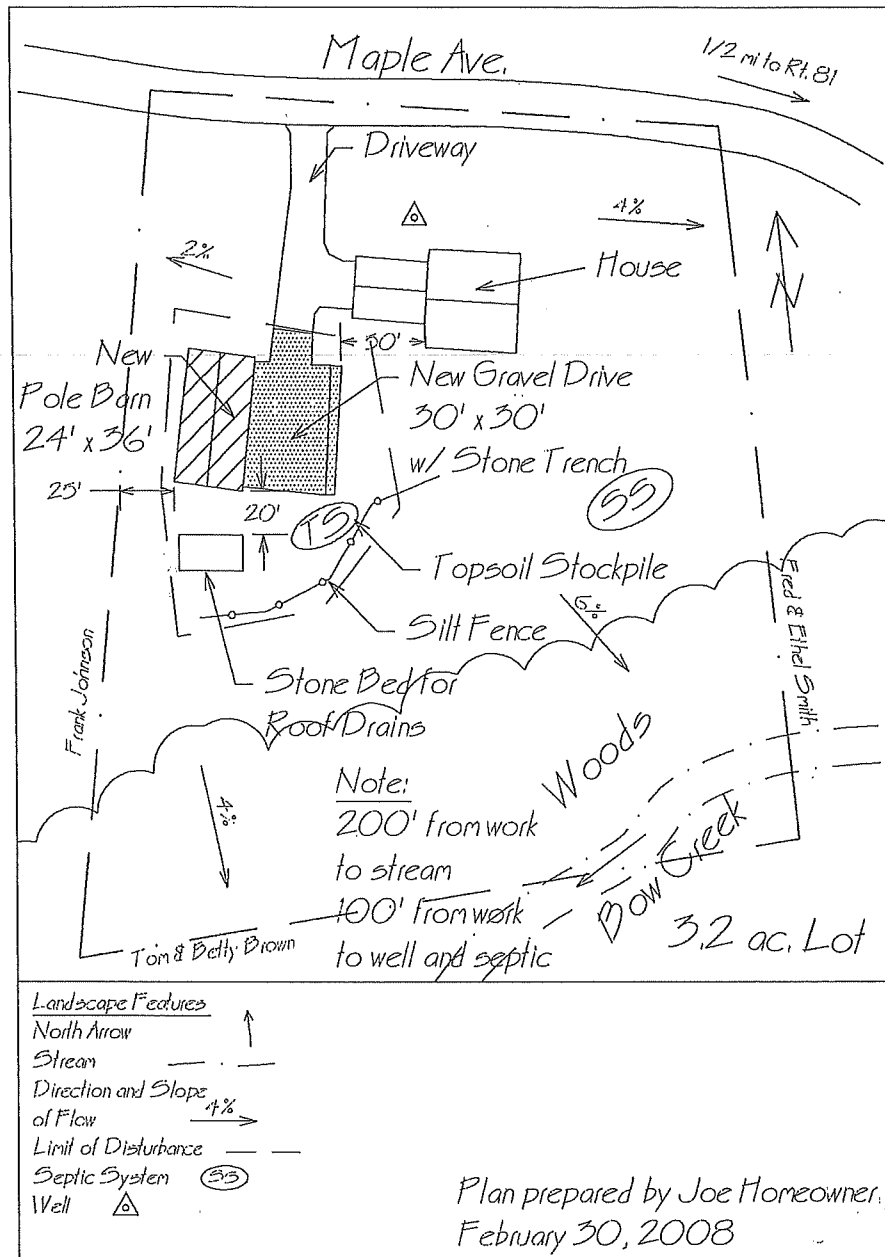 Maple Ave.
1/2 mi to Rt. 81
Driveway
4%
2%
House
N
New
Pole Barn
24' x 36'
50'
New Gravel Drive
30' x 30'
w/ Stone Trench
25'
20'
TS
SS
Topsoil Stockpile
Silt Fence
Stone Bed for
Roof Drains
Frank Johnson
Fred & Ethel Smith
Woods
4%
Note:
200' from work
to stream
100' from work
to well and septic
Bow Creek
3.2 ac. Lot
Tom & Betty Brown
Landscape Features
North Arrow
Stream
Direction and Slope
of Flow
4%
Limit of Disturbance
Septic System
SS
Well
Plan prepared by Joe Homeowner,
February 30, 2008